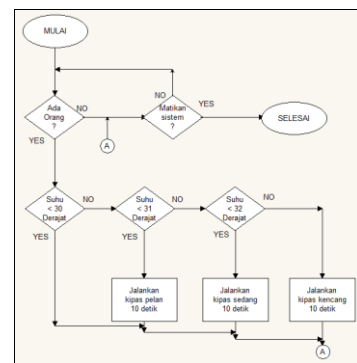 MULAI
NO
Ada
Orang
?
NO
Matikan
sistem
?
YES
SELESAI
A
YES
Suhu
< 30
Derajat
NO
Suhu
< 31
Derajat
NO
Suhu
< 32
Derajat
NO
YES
YES
YES
Jalankan
kipas pelan
10 detik
Jalankan
kipas sedang
10 detik
Jalankan
kipas kencang
10 detik
A